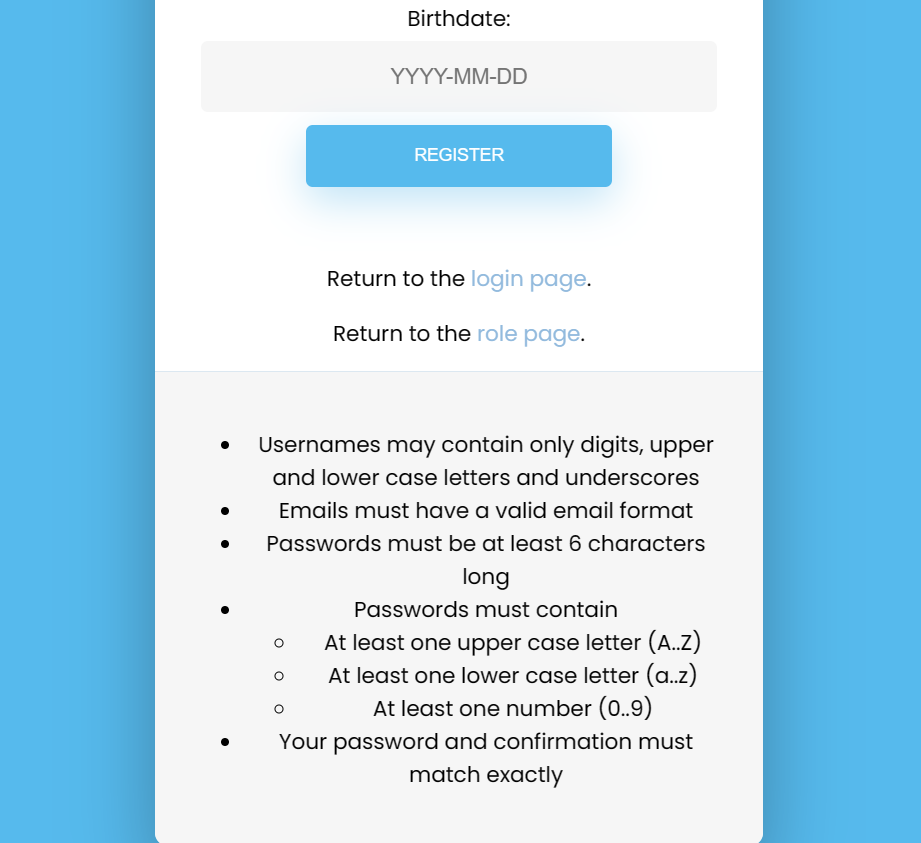 Birthdate:
YYYY-MM-DD
REGISTER
Return to the login page.
Return to the role page.
Usernames may contain only digits, upper
and lower case letters and underscores
Emails must have a valid email format
Passwords must be at least 6 characters
long
Passwords must contain
At least one upper case letter (A..Z)
At least one lower case letter (a..z)
At least one number (0..9)
Your password and confirmation must
match exactly